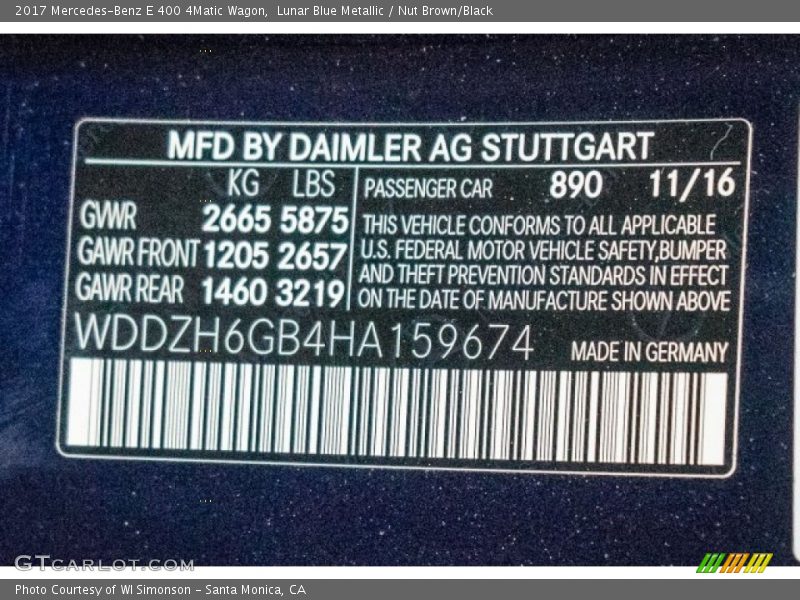 2017 Mercedes-Benz E 400 4Matic Wagon, Lunar Blue Metallic / Nut Brown/Black
MFD BY DAIMLER AG STUTTGART
KG LBS
GVWR 2665 5875
GAWR FRONT 1205 2657
GAWR REAR 1460 3219
PASSENGER CAR 890 11/16
THIS VEHICLE CONFORMS TO ALL APPLICABLE
U.S. FEDERAL MOTOR VEHICLE SAFETY,BUMPER
AND THEFT PREVENTION STANDARDS IN EFFECT
ON THE DATE OF MANUFACTURE SHOWN ABOVE
WDDZH6GB4HA159674
MADE IN GERMANY
GTCARLOT.COM
Photo Courtesy of WI Simonson - Santa Monica, CA